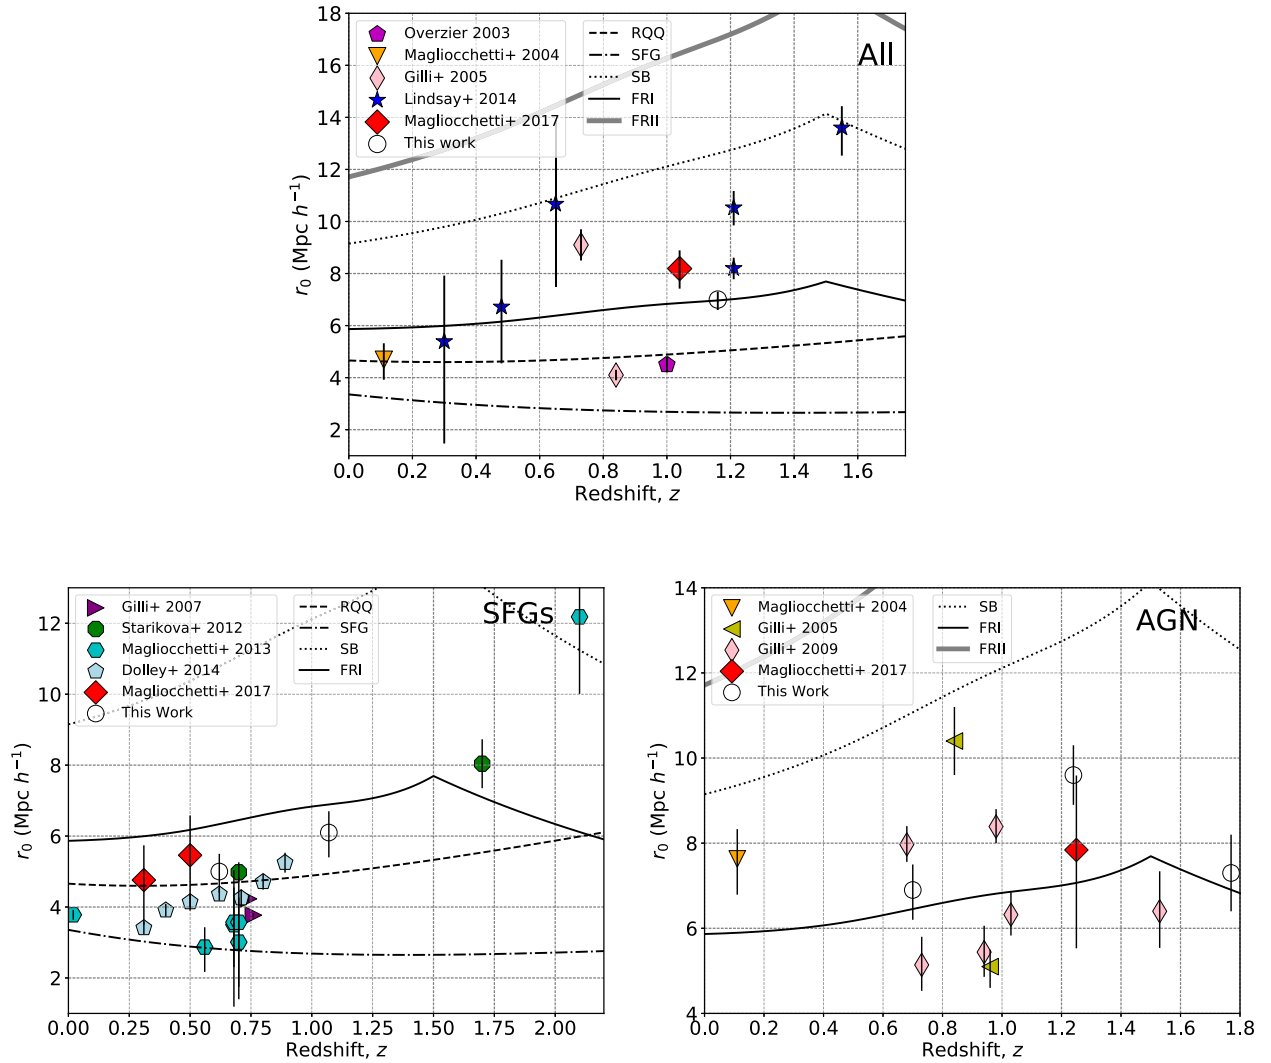 18
16
14
12
10
8
6
4
2
r₀ (Mpc h⁻¹)
Overzier 2003
Magliocchetti+ 2004
Gilli+ 2005
Lindsay+ 2014
Magliocchetti+ 2017
This work
RQQ
SFG
SB
FRI
FRII
All
0.0 0.2 0.4 0.6 0.8 1.0 1.2 1.4 1.6
Redshift, z
12
10
8
6
4
2
r₀ (Mpc h⁻¹)
Gilli+ 2007
Starikova+ 2012
Magliocchetti+ 2013
Dolley+ 2014
Magliocchetti+ 2017
This Work
RQQ
SFG
SB
FRI
SFGs
0.00 0.25 0.50 0.75 1.00 1.25 1.50 1.75 2.00
Redshift, z
14
12
10
8
6
4
r₀ (Mpc h⁻¹)
Magliocchetti+ 2004
Gilli+ 2005
Gilli+ 2009
Magliocchetti+ 2017
This Work
SB
FRI
FRII
AGN
0.0 0.2 0.4 0.6 0.8 1.0 1.2 1.4 1.6 1.8
Redshift, z